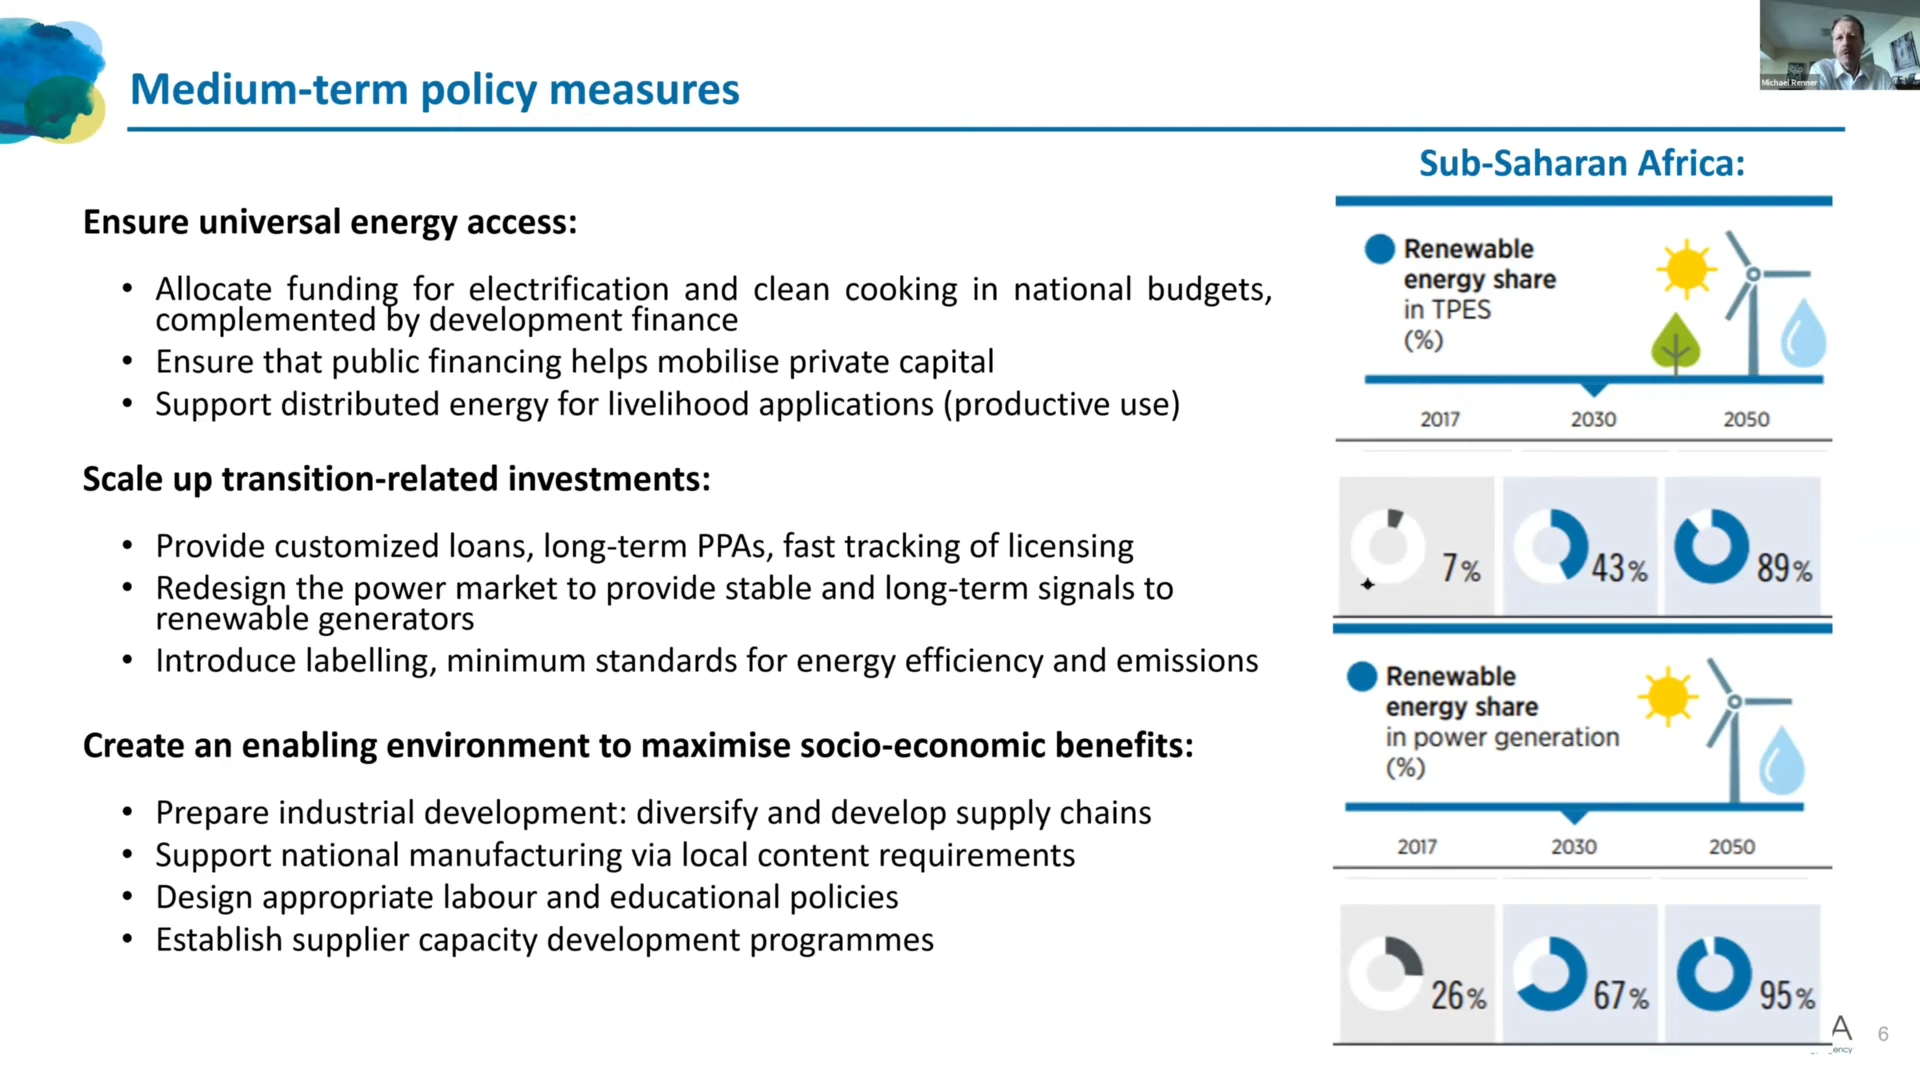 Medium-term policy measures
Michael Renner
Ensure universal energy access:
• Allocate funding for electrification and clean cooking in national budgets,
complemented by development finance
• Ensure that public financing helps mobilise private capital
• Support distributed energy for livelihood applications (productive use)
Scale up transition-related investments:
• Provide customized loans, long-term PPAs, fast tracking of licensing
• Redesign the power market to provide stable and long-term signals to
renewable generators
• Introduce labelling, minimum standards for energy efficiency and emissions
Create an enabling environment to maximise socio-economic benefits:
• Prepare industrial development: diversify and develop supply chains
• Support national manufacturing via local content requirements
• Design appropriate labour and educational policies
• Establish supplier capacity development programmes
Sub-Saharan Africa:
Renewable
energy share
in TPES
(%)
2017 2030 2050
7% 43% 89%
Renewable
energy share
in power generation
(%)
2017 2030 2050
26% 67% 95%
A
ency
6